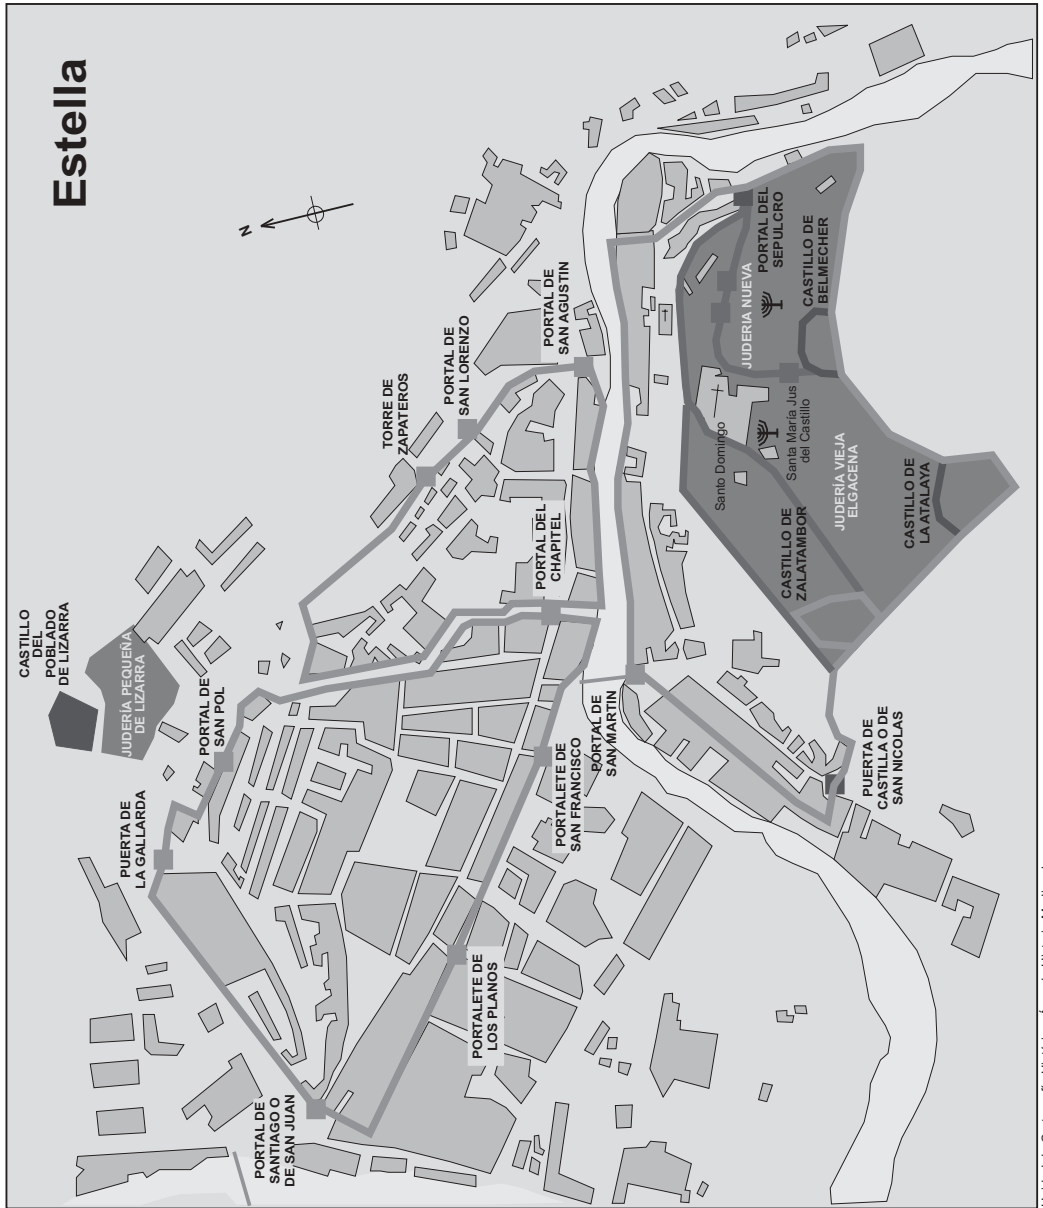 Estella
N
CASTILLO
DEL
POBLADO
DE LIZARRA
JUDERÍA PEQUEÑA
DE LIZARRA
PUERTA DE
LA GALLARDA
PORTAL DE
SAN POL
PORTAL DE
SANTIAGO O
DE SAN JUAN
TORRE DE
ZAPATEROS
PORTAL DE
SAN LORENZO
PORTAL DE
SAN AGUSTIN
PORTAL DEL
CHAPITEL
PORTALETE DE
LOS PLANOS
PORTALETE DE
SAN FRANCISCO
PORTAL DE
SAN MARTIN
PUERTA DE
CASTILLA O DE
SAN NICOLAS
Santo Domingo
JUDERÍA NUEVA
PORTAL DEL
SEPULCRO
CASTILLO DE
BELMECHER
Santa María Jus
del Castillo
JUDERÍA VIEJA
ELGACENA
CASTILLO DE
ZALATAMBOR
CASTILLO DE
LA ATALAYA